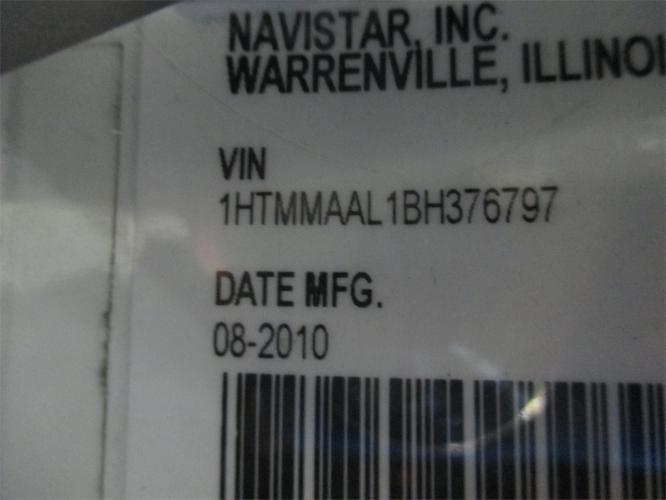 NAVISTAR, INC.
WARRENVILLE, ILLINOI
VIN
1HTMMAAL1BH376797
DATE MFG.
08-2010